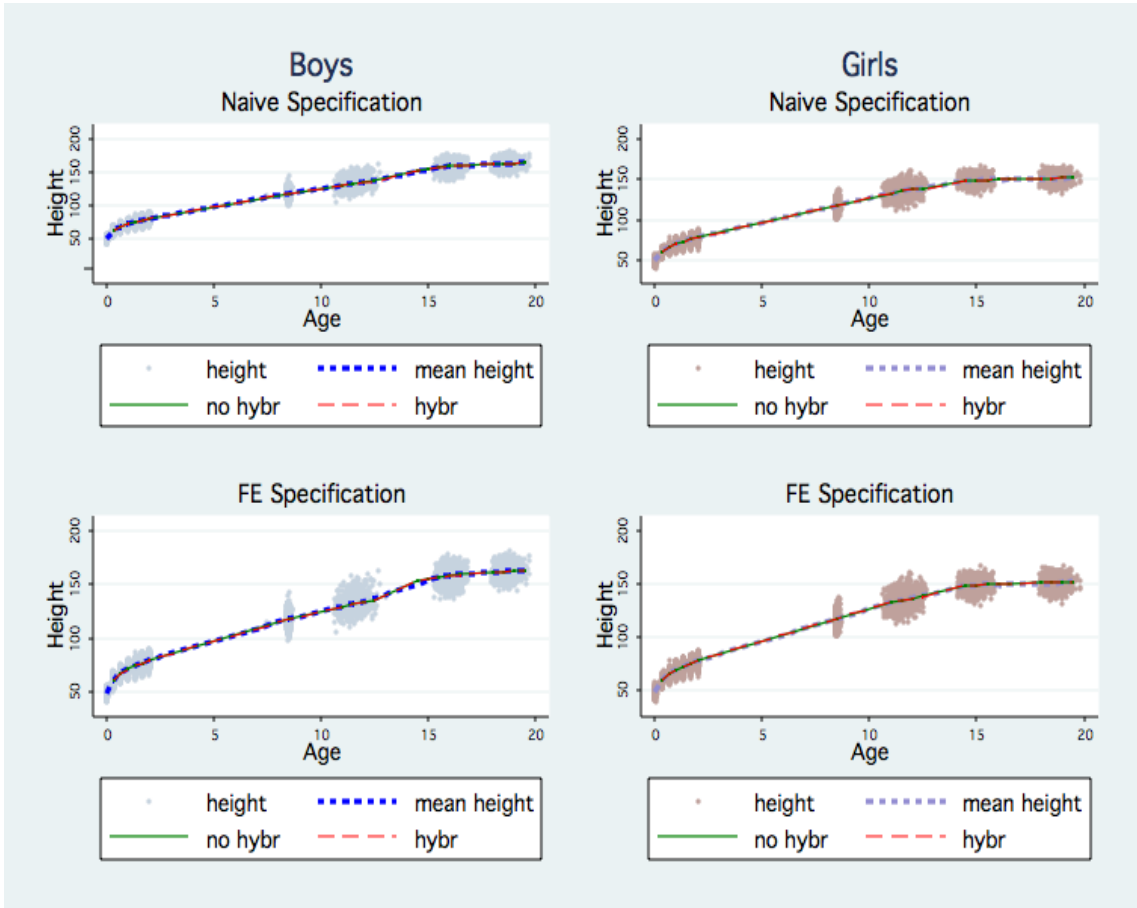 Boys
Naive Specification
Height
50 100 150 200
0 5 10 15 20
Age
height mean height
no hybr hybr
Girls
Naive Specification
Height
50 100 150 200
0 5 10 15 20
Age
height mean height
no hybr hybr
FE Specification
Height
50 100 150 200
0 5 10 15 20
Age
height mean height
no hybr hybr
FE Specification
Height
50 100 150 200
0 5 10 15 20
Age
height mean height
no hybr hybr